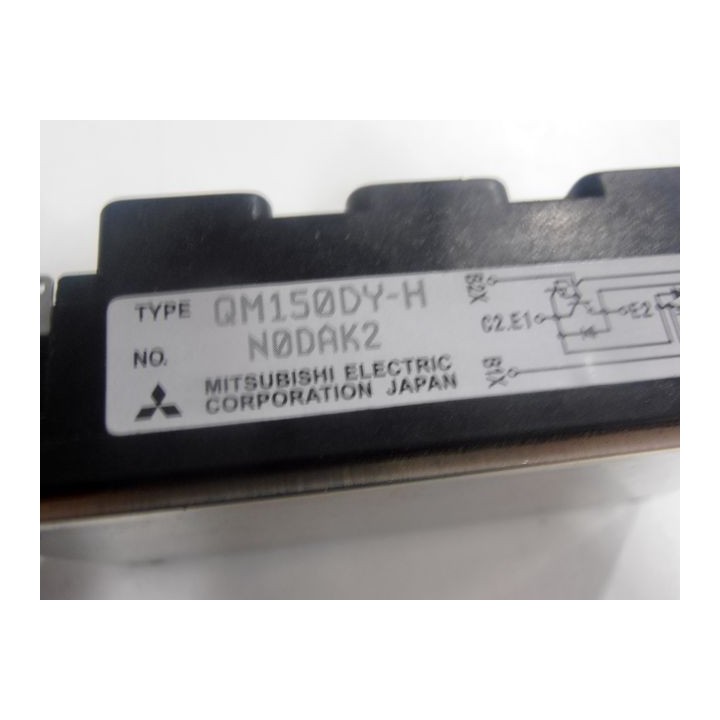 TYPE QM150DY-H
NO. N0DAK2
MITSUBISHI ELECTRIC
CORPORATION JAPAN
B2X
C2.E1
E2
B1X